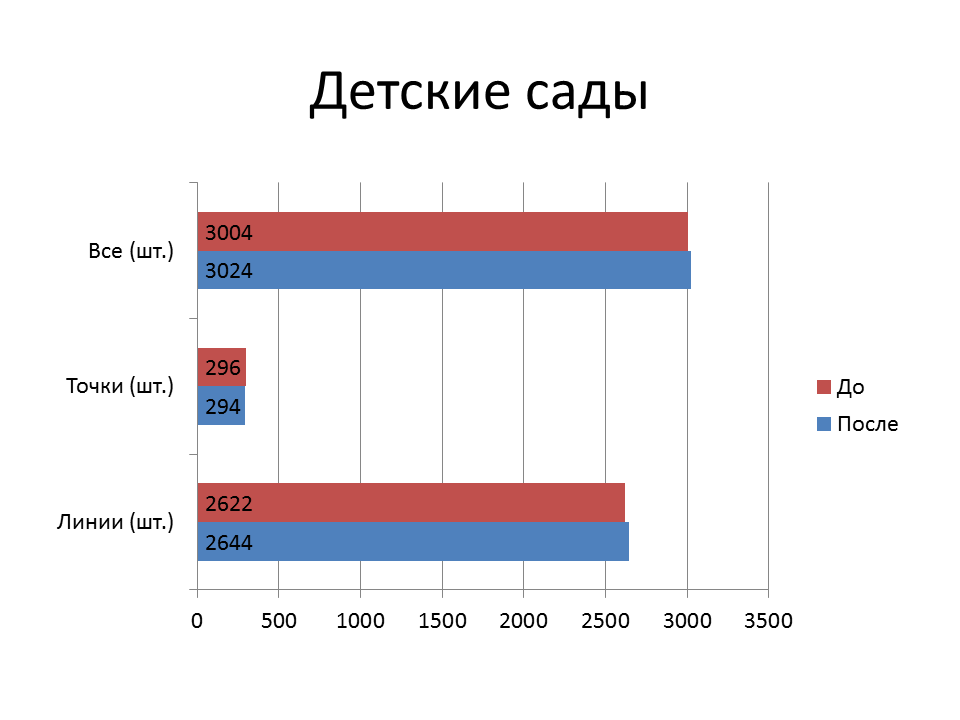 Детские сады
Все (шт.)
3004
3024
Точки (шт.)
296
294
Линии (шт.)
2622
2644
До
После
0 500 1000 1500 2000 2500 3000 3500